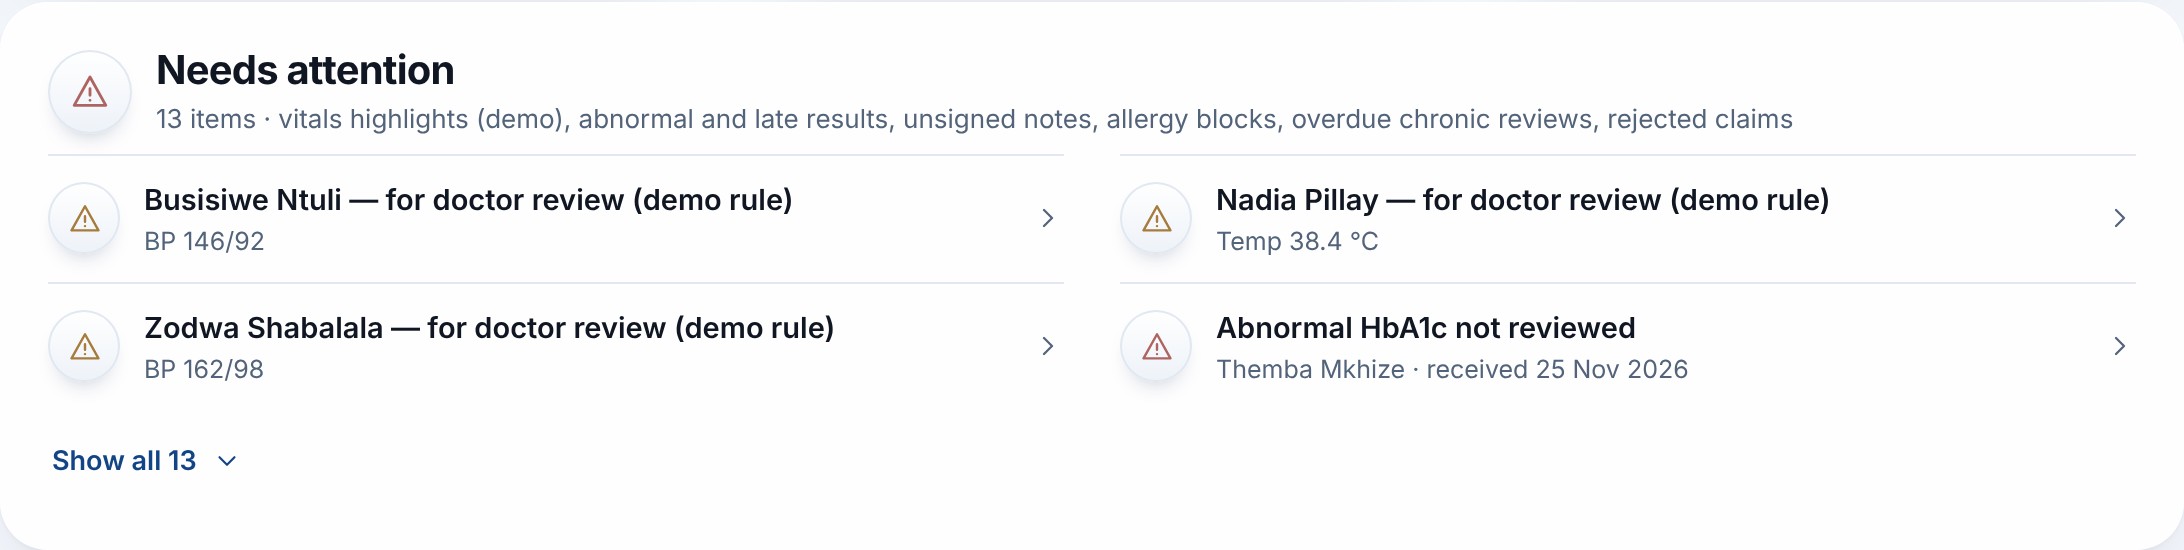 Needs attention
13 items · vitals highlights (demo), abnormal and late results, unsigned notes, allergy blocks, overdue chronic reviews, rejected claims
Busisiwe Ntuli — for doctor review (demo rule)
BP 146/92
Nadia Pillay — for doctor review (demo rule)
Temp 38.4 °C
Zodwa Shabalala — for doctor review (demo rule)
BP 162/98
Abnormal HbA1c not reviewed
Themba Mkhize · received 25 Nov 2026
Show all 13